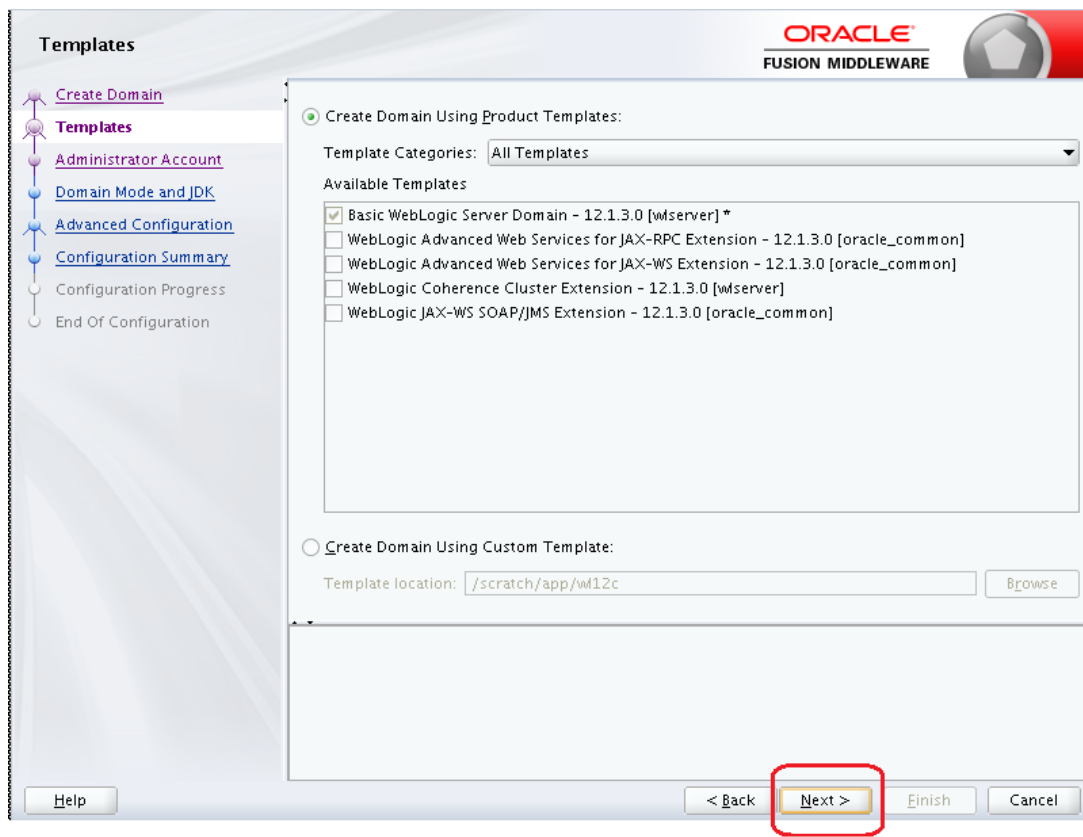 Templates
ORACLE
FUSION MIDDLEWARE
Create Domain
Templates
Administrator Account
Domain Mode and JDK
Advanced Configuration
Configuration Summary
Configuration Progress
End Of Configuration
Create Domain Using Product Templates:
Template Categories: All Templates
Available Templates
Basic WebLogic Server Domain - 12.1.3.0 [wlserver] *
WebLogic Advanced Web Services for JAX-RPC Extension - 12.1.3.0 [oracle_common]
WebLogic Advanced Web Services for JAX-WS Extension - 12.1.3.0 [oracle_common]
WebLogic Coherence Cluster Extension - 12.1.3.0 [wlserver]
WebLogic JAX-WS SOAP/JMS Extension - 12.1.3.0 [oracle_common]
Create Domain Using Custom Template:
Template location: /scratch/app/wl12c Browse
Help < Back Next > Finish Cancel